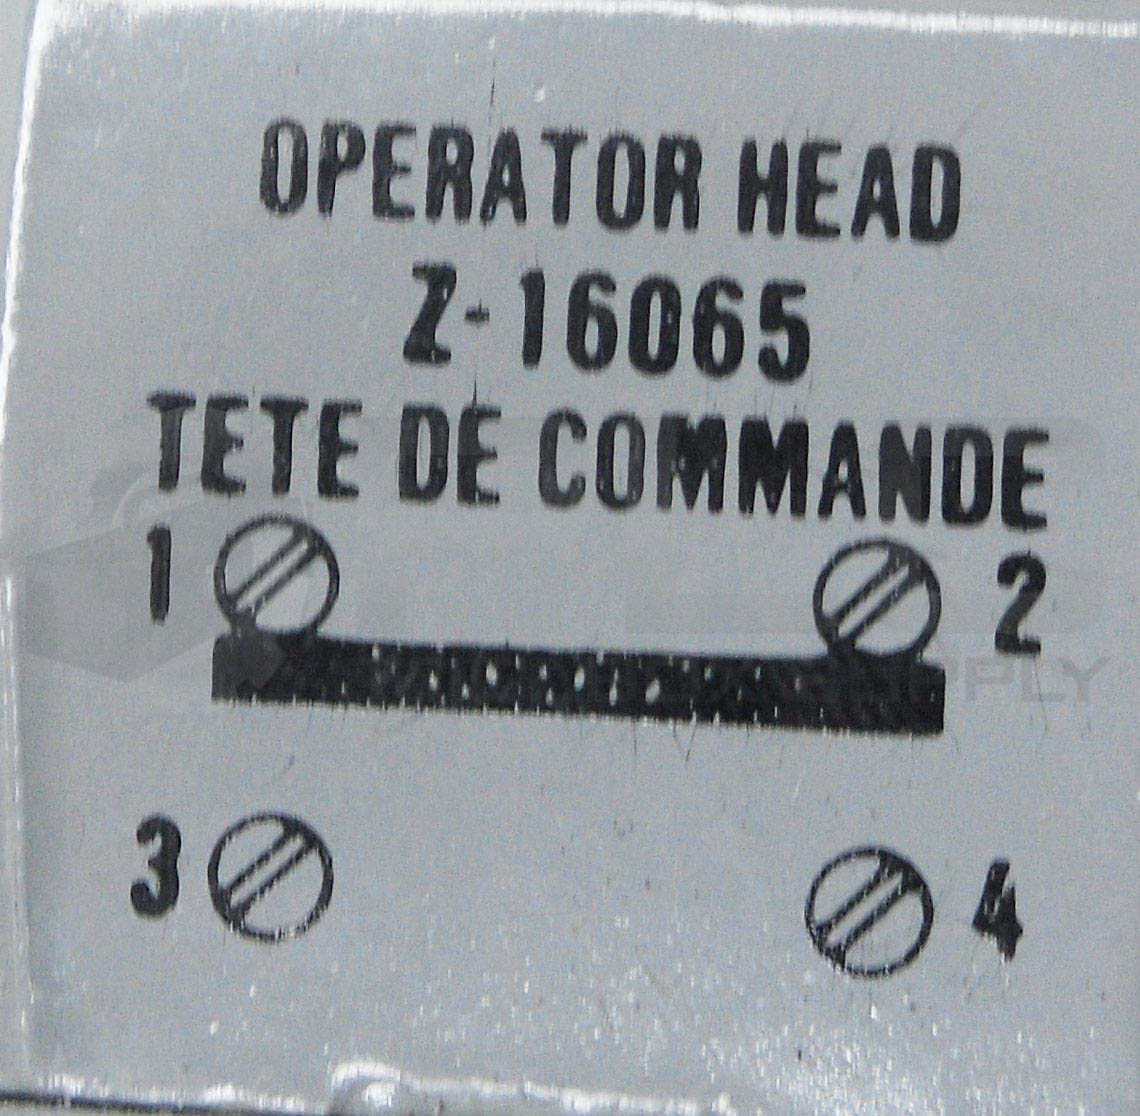 OPERATOR HEAD
Z-16065
TETE DE COMMANDE
1 2
3 4